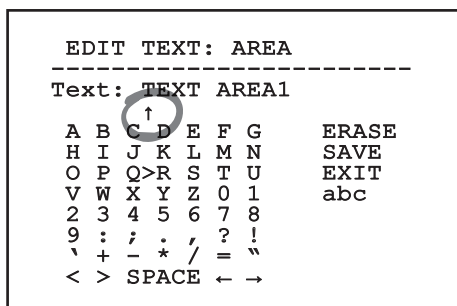 EDIT TEXT: AREA
-------------------------
Text: TEXT AREA1
↑
A B C D E F G ERASE
H I J K L M N SAVE
O P Q>R S T U EXIT
V W X Y Z 0 1 abc
2 3 4 5 6 7 8
9 : ; . , ? !
‵ + - * / = ‶
< > SPACE ← →